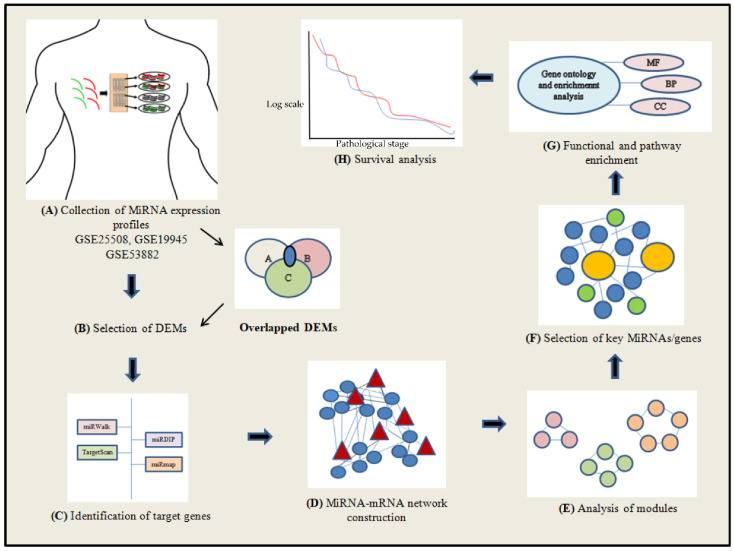 (A) Collection of MiRNA expression
profiles
GSE25508, GSE19945
GSE53882
A
B
C
Overlapped DEMs
(B) Selection of DEMs
miRWalk
miRDIP
TargetScan
miRmap
(C) Identification of target genes
(D) MiRNA-mRNA network
construction
(E) Analysis of modules
(F) Selection of key MiRNAs/genes
Gene ontology
and enrichment
analysis
MF
BP
CC
(G) Functional and pathway
enrichment
Log scale
Pathological stage
(H) Survival analysis